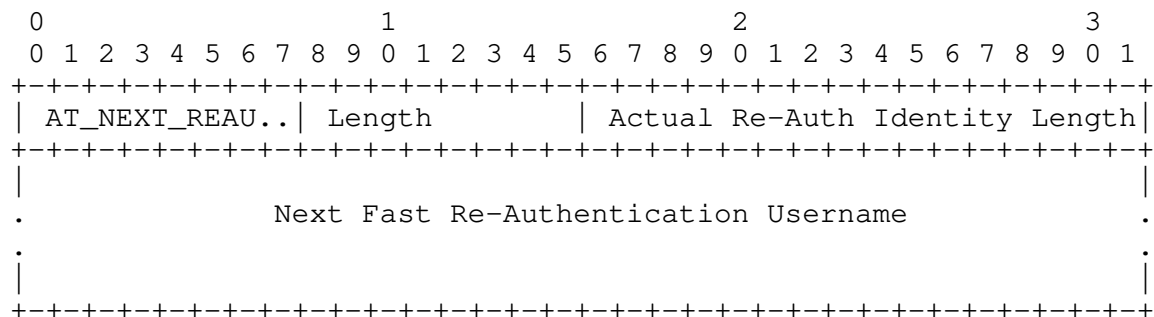 0                   1                   2                   3
 0 1 2 3 4 5 6 7 8 9 0 1 2 3 4 5 6 7 8 9 0 1 2 3 4 5 6 7 8 9 0 1
+-+-+-+-+-+-+-+-+-+-+-+-+-+-+-+-+-+-+-+-+-+-+-+-+-+-+-+-+-+-+-+-+
| AT_NEXT_REAU..| Length        | Actual Re-Auth Identity Length|
+-+-+-+-+-+-+-+-+-+-+-+-+-+-+-+-+-+-+-+-+-+-+-+-+-+-+-+-+-+-+-+-+
|                                                               |
.              Next Fast Re-Authentication Username             .
.                                                               .
|                                                               |
+-+-+-+-+-+-+-+-+-+-+-+-+-+-+-+-+-+-+-+-+-+-+-+-+-+-+-+-+-+-+-+-+